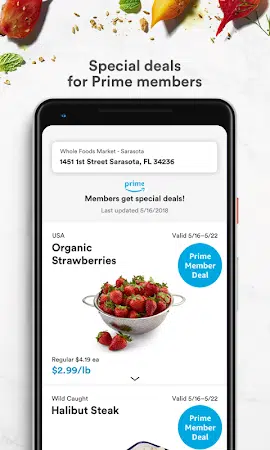 Special deals
for Prime members
Whole Foods Market - Sarasota
1451 1st Street Sarasota, FL 34236
prime
Members get special deals!
Last updated 5/16/2018
USA
Valid 5/16-5/22
Organic
Strawberries
Prime
Member
Deal
Regular $4.19 ea
$2.99/lb
Wild Caught
Valid 5/16-5/22
Halibut Steak
Prime
Member
Deal